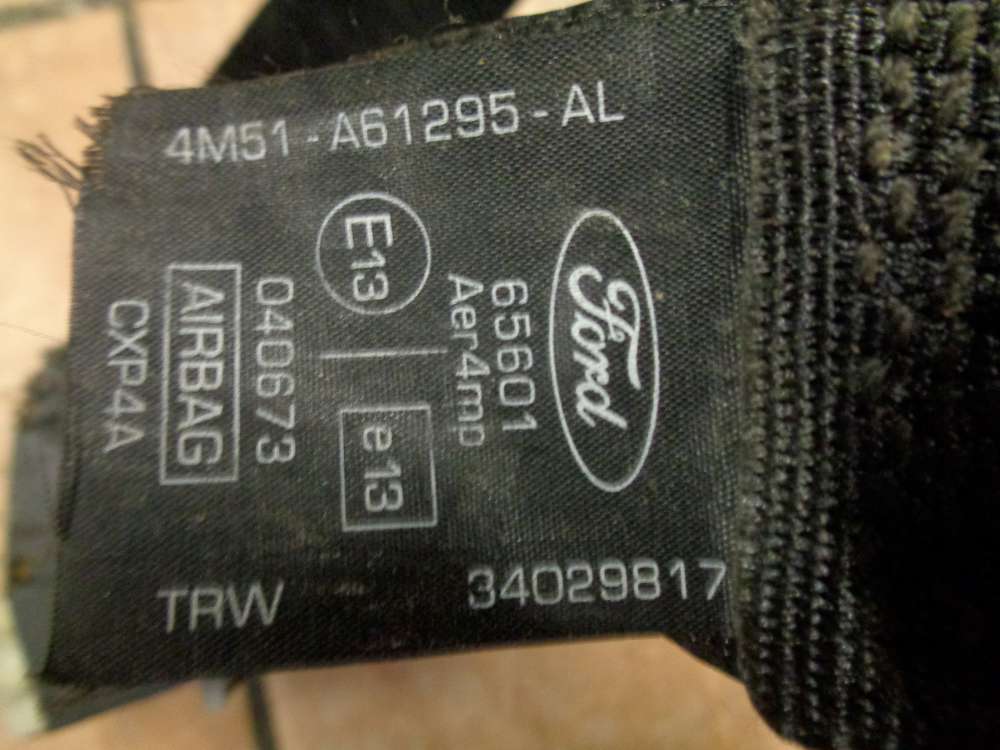 4M51-A61295-AL
Ford
65601
Aer4mp
E13
e13
040673
AIRBAG
CXP4A
TRW
34029817